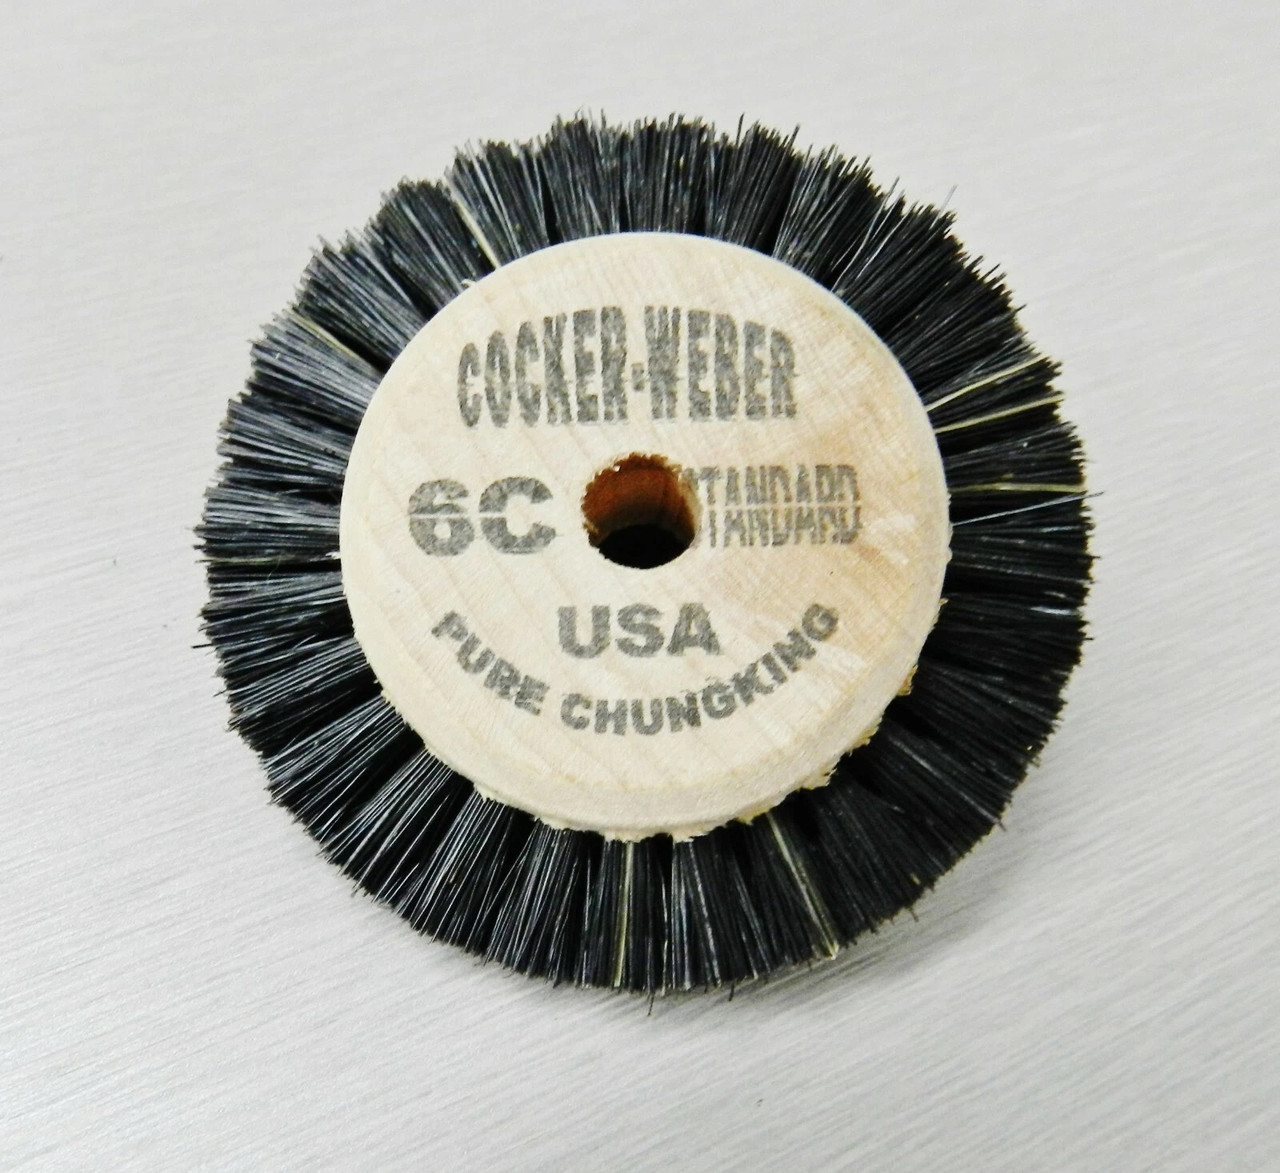 COCKER-WEBER
6C STANDARD
USA
PURE CHUNGKING